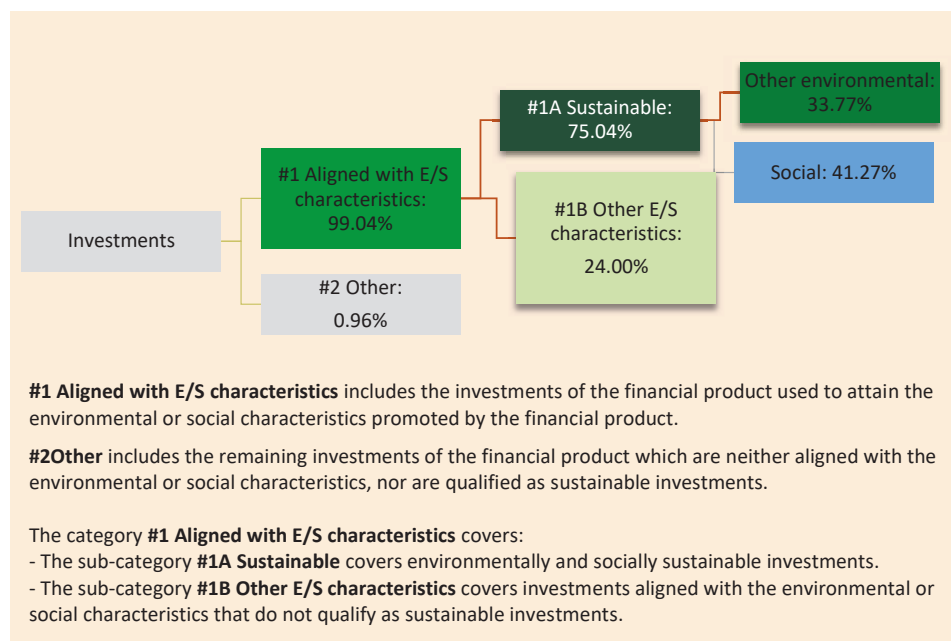 Other environmental:
33.77%
#1A Sustainable:
75.04%
Social: 41.27%
#1 Aligned with E/S
characteristics:
99.04%
#1B Other E/S
characteristics:
24.00%
Investments
#2 Other:
0.96%
#1 Aligned with E/S characteristics includes the investments of the financial product used to attain the
environmental or social characteristics promoted by the financial product.
#2Other includes the remaining investments of the financial product which are neither aligned with the
environmental or social characteristics, nor are qualified as sustainable investments.
The category #1 Aligned with E/S characteristics covers:
- The sub-category #1A Sustainable covers environmentally and socially sustainable investments.
- The sub-category #1B Other E/S characteristics covers investments aligned with the environmental or
social characteristics that do not qualify as sustainable investments.